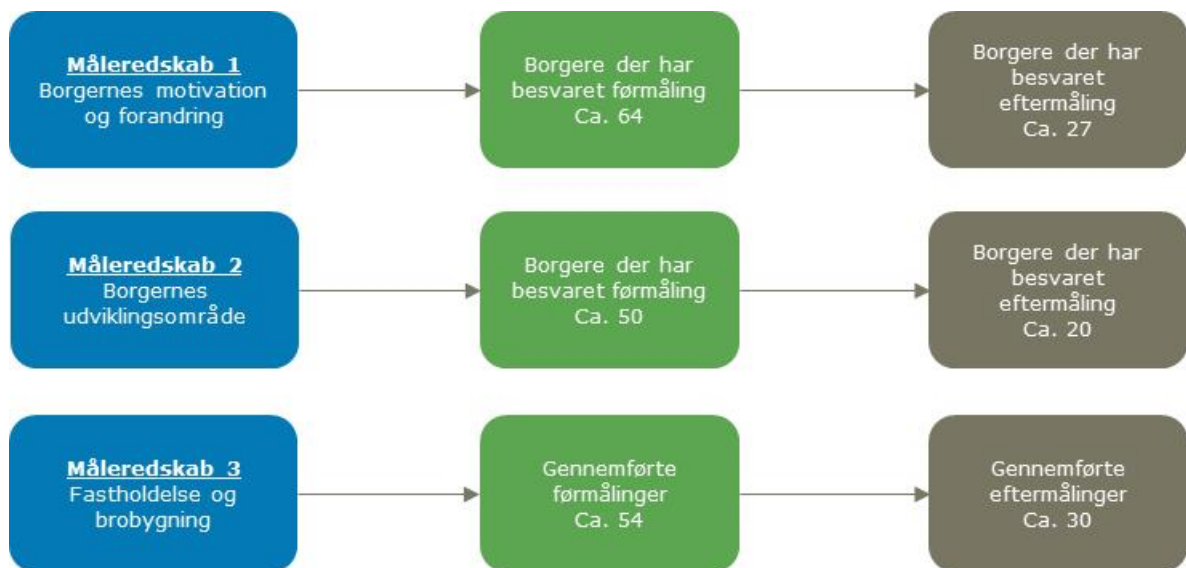 Måleredskab 1
Borgernes motivation
og forandring
Borgere der har
besvaret førmåling
Ca. 64
Borgere der har
besvaret
eftermåling
Ca. 27
Måleredskab 2
Borgernes
udviklingsområde
Borgere der har
besvaret førmåling
Ca. 50
Borgere der har
besvaret
eftermåling
Ca. 20
Måleredskab 3
Fastholdelse og
brobygning
Gennemførte
førmålinger
Ca. 54
Gennemførte
eftermålinger
Ca. 30